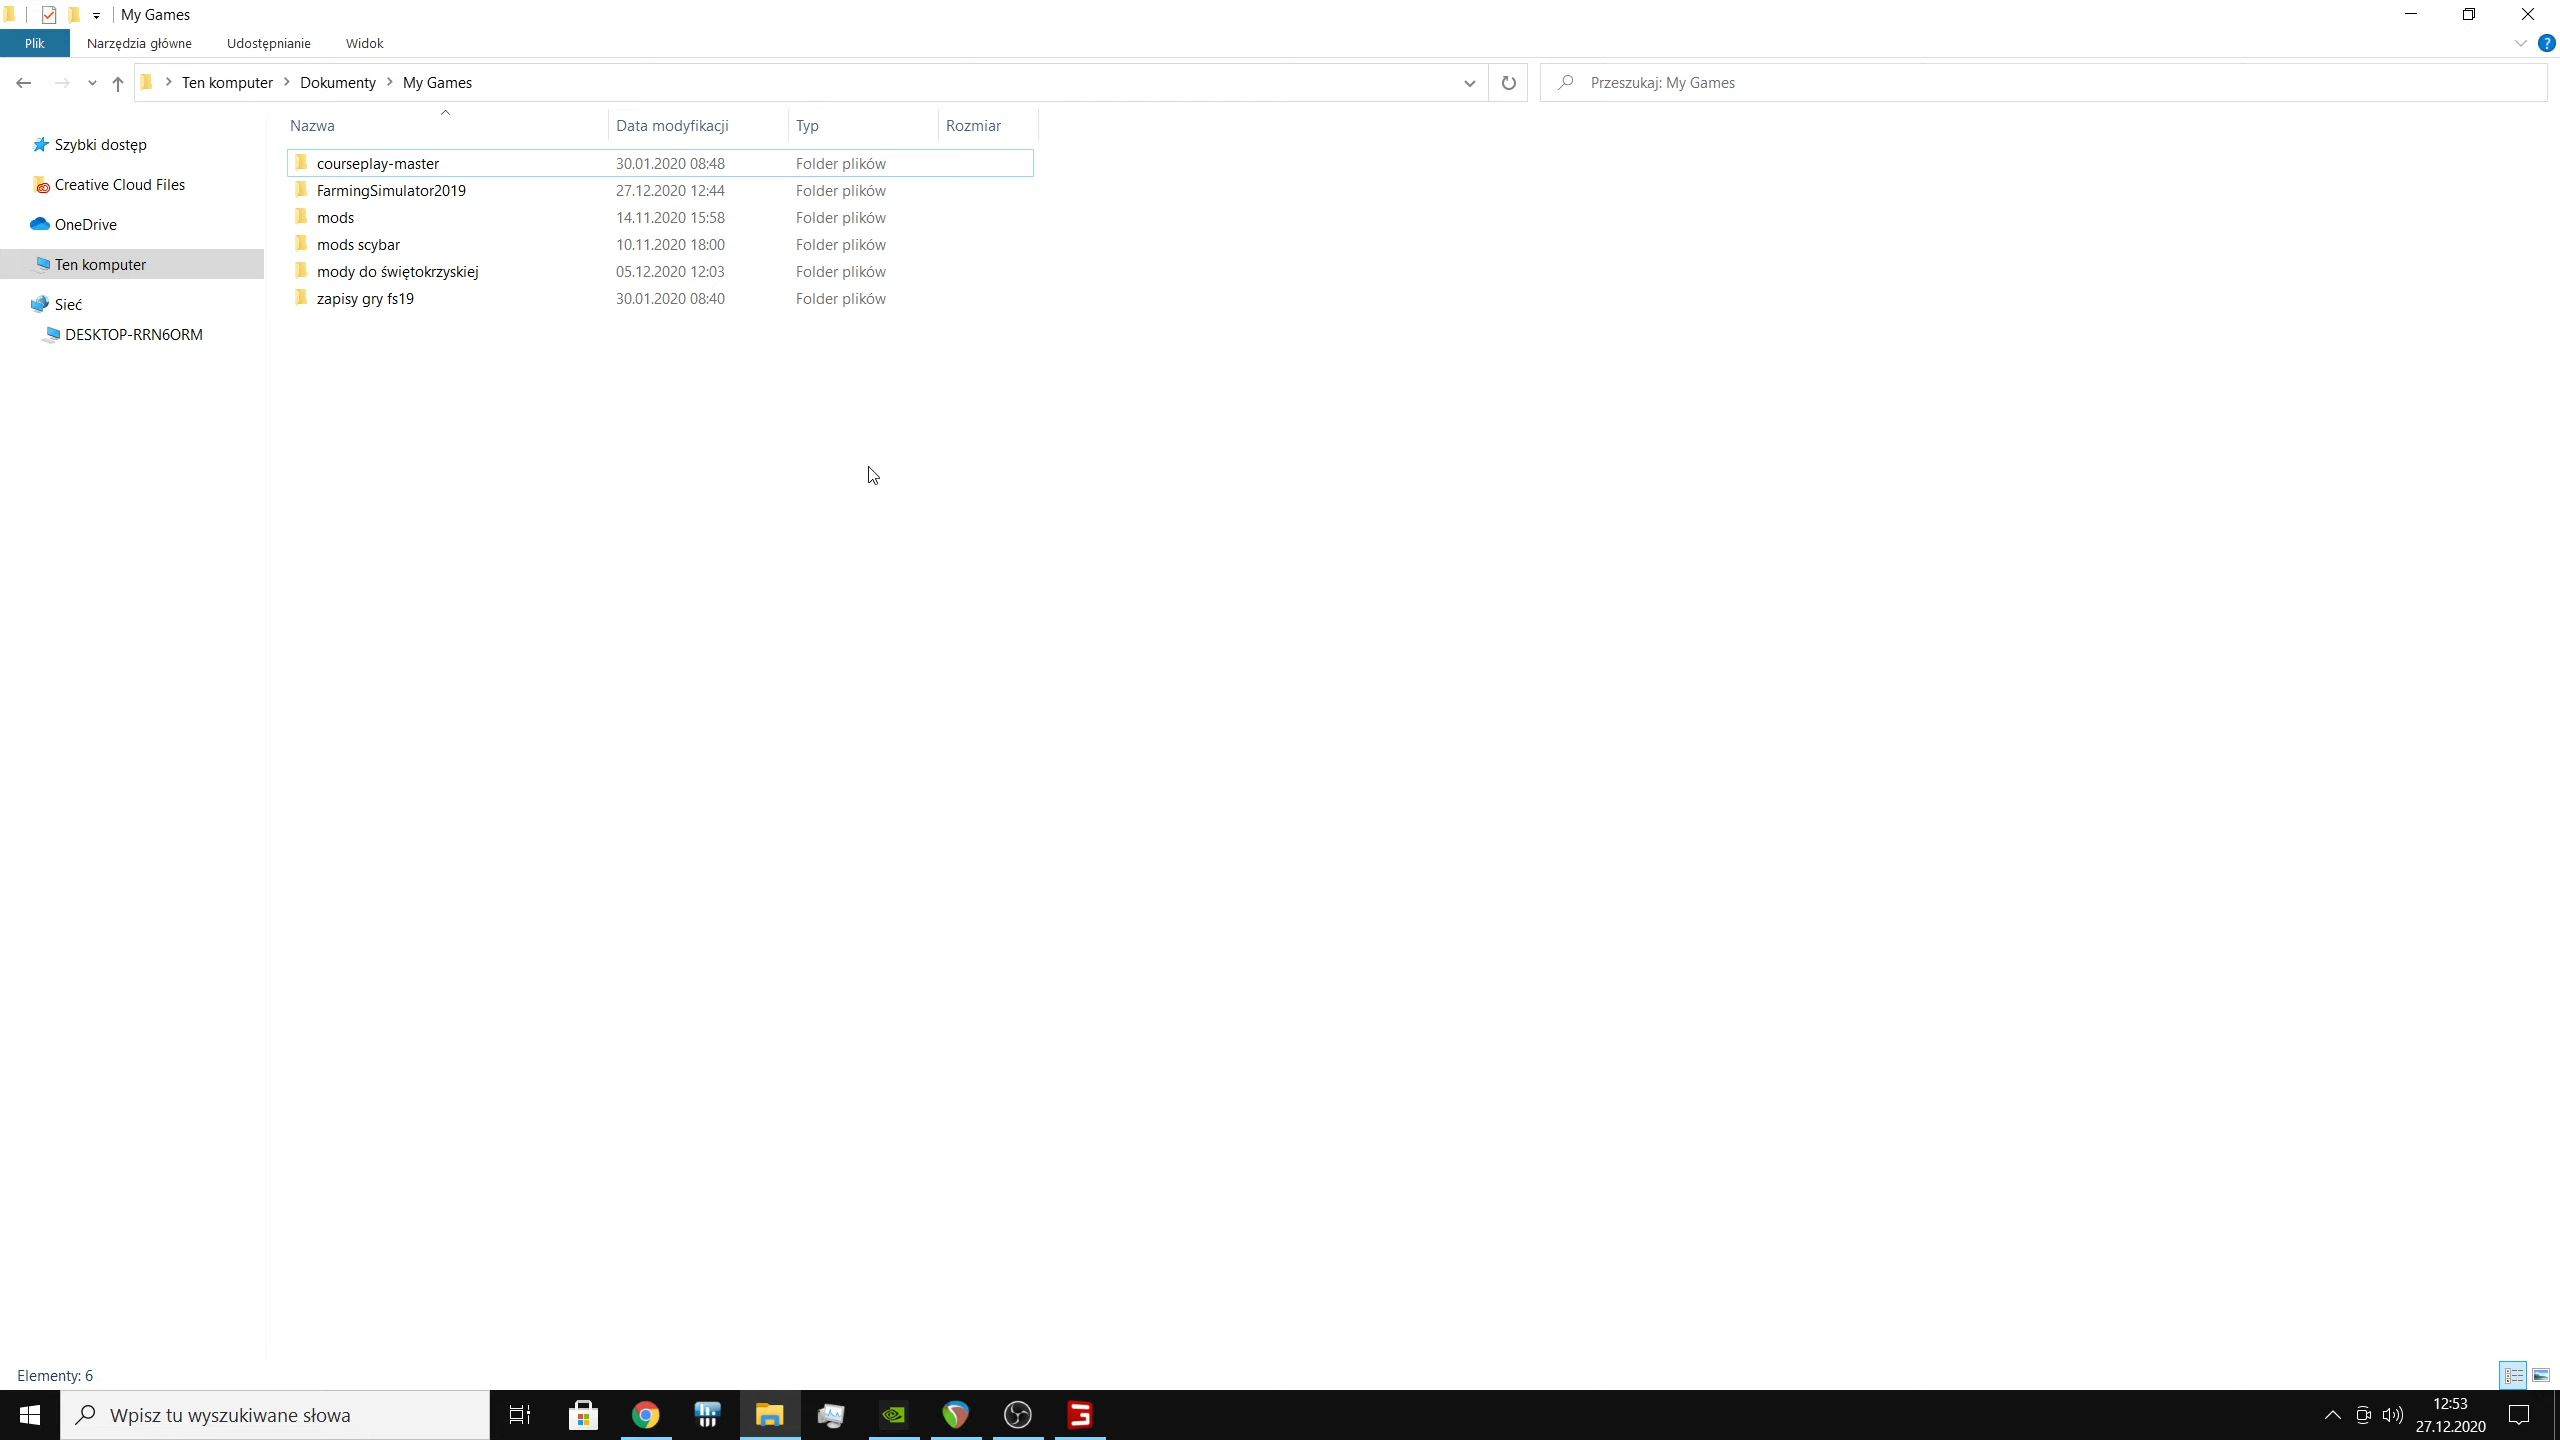 My Games
Plik Narzędzia główne Udostępnianie Widok
Ten komputer Dokumenty My Games
Przeszukaj: My Games
Nazwa Data modyfikacji Typ Rozmiar
Szybki dostęp
Creative Cloud Files
OneDrive
Ten komputer
Sieć
DESKTOP-RRN6ORM
courseplay-master 30.01.2020 08:48 Folder plików
FarmingSimulator2019 27.12.2020 12:44 Folder plików
mods 14.11.2020 15:58 Folder plików
mods scybar 10.11.2020 18:00 Folder plików
mody do świętokrzyskiej 05.12.2020 12:03 Folder plików
zapisy gry fs19 30.01.2020 08:40 Folder plików
Elementy: 6
Wpisz tu wyszukiwane słowa
12:53
27.12.2020